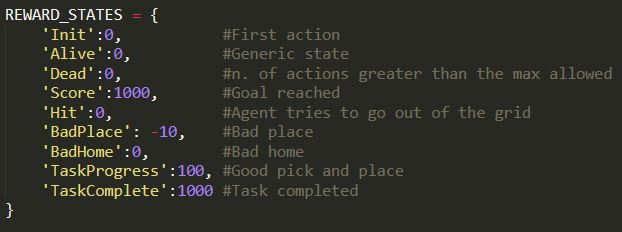 REWARD_STATES = {
    'Init':0,          #First action
    'Alive':0,         #Generic state
    'Dead':0,          #n. of actions greater than the max allowed
    'Score':1000,      #Goal reached
    'Hit':0,           #Agent tries to go out of the grid
    'BadPlace': -10,   #Bad place
    'BadHome':0,       #Bad home
    'TaskProgress':100, #Good pick and place
    'TaskComplete':1000 #Task completed
}